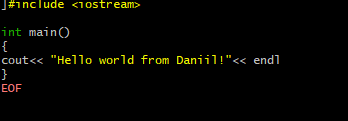 ]#include <iostream>
int main()
{
cout<< "Hello world from Daniil!"<< endl
}
EOF